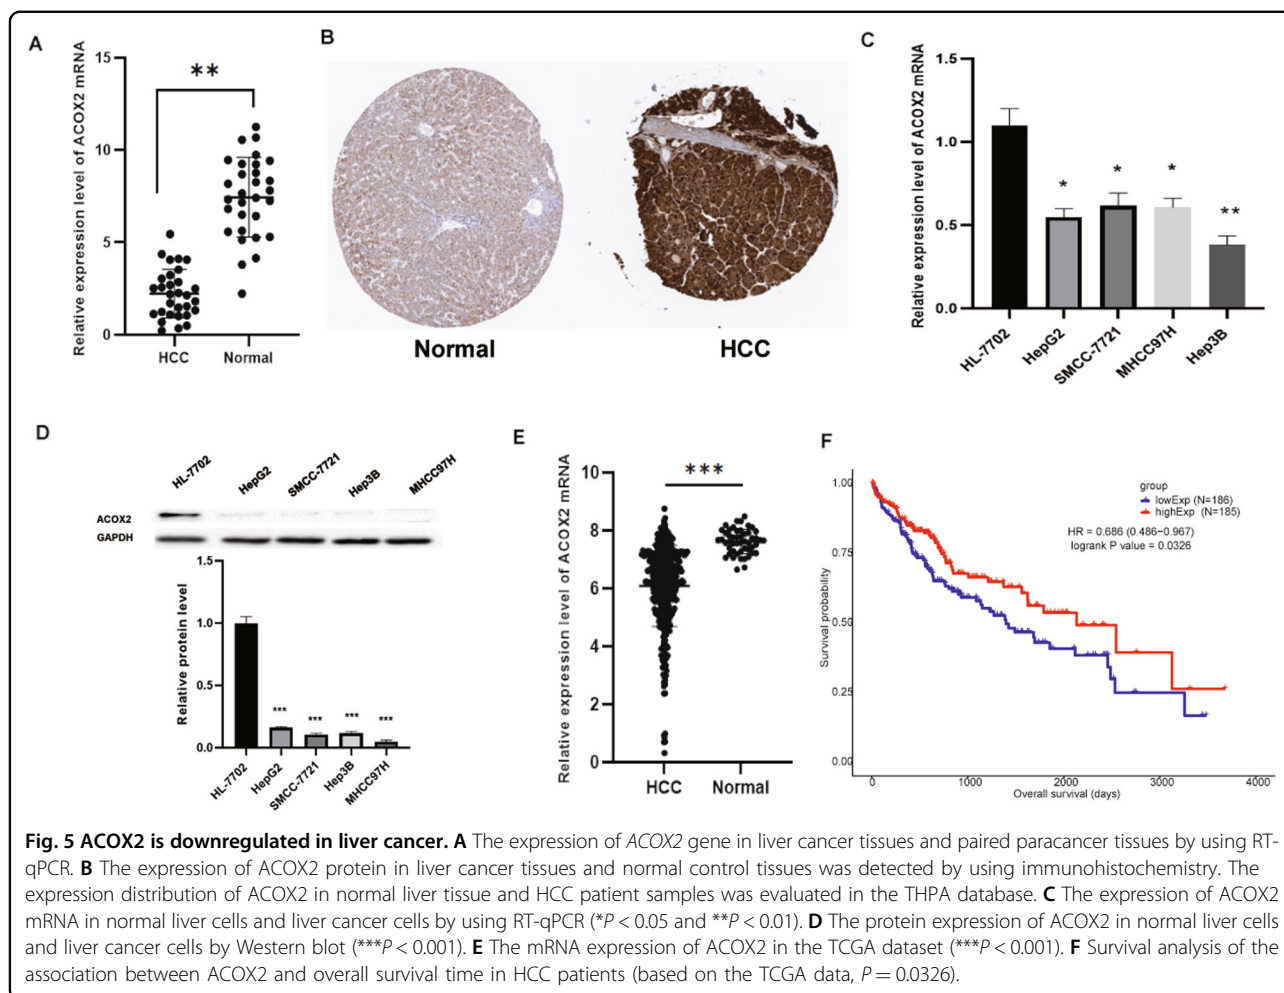 A
Relative expression level of ACOX2 mRNA
15
10
5
0
**
HCC
Normal
B
Normal
HCC
C
Relative expression level of ACOX2 mRNA
1.5
1.0
0.5
0.0
*
*
*
**
HL-7702
HepG2
SMCC-7721
MHCC97H
Hep3B
D
HL-7702
HepG2
SMCC-7721
Hep3B
MHCC97H
ACOX2
GAPDH
Relative protein level
1.5
1.0
0.5
0.0
***
***
***
***
HL-7702
HepG2
SMCC-7721
Hep3B
MHCC97H
E
Relative expression level of ACOX2 mRNA
10
8
6
4
2
0
***
HCC
Normal
F
Survival probability
1.00
0.75
0.50
0.25
0.00
group
lowExp (N=186)
highExp (N=185)
HR = 0.686 (0.486−0.967)
logrank P value = 0.0326
0
1000
2000
3000
4000
Overall survival (days)
Fig. 5 ACOX2 is downregulated in liver cancer. A The expression of ACOX2 gene in liver cancer tissues and paired paracancer tissues by using RT-
qPCR. B The expression of ACOX2 protein in liver cancer tissues and normal control tissues was detected by using immunohistochemistry. The
expression distribution of ACOX2 in normal liver tissue and HCC patient samples was evaluated in the THPA database. C The expression of ACOX2
mRNA in normal liver cells and liver cancer cells by using RT-qPCR (*P < 0.05 and **P < 0.01). D The protein expression of ACOX2 in normal liver cells
and liver cancer cells by Western blot (***P < 0.001). E The mRNA expression of ACOX2 in the TCGA dataset (***P < 0.001). F Survival analysis of the
association between ACOX2 and overall survival time in HCC patients (based on the TCGA data, P = 0.0326).